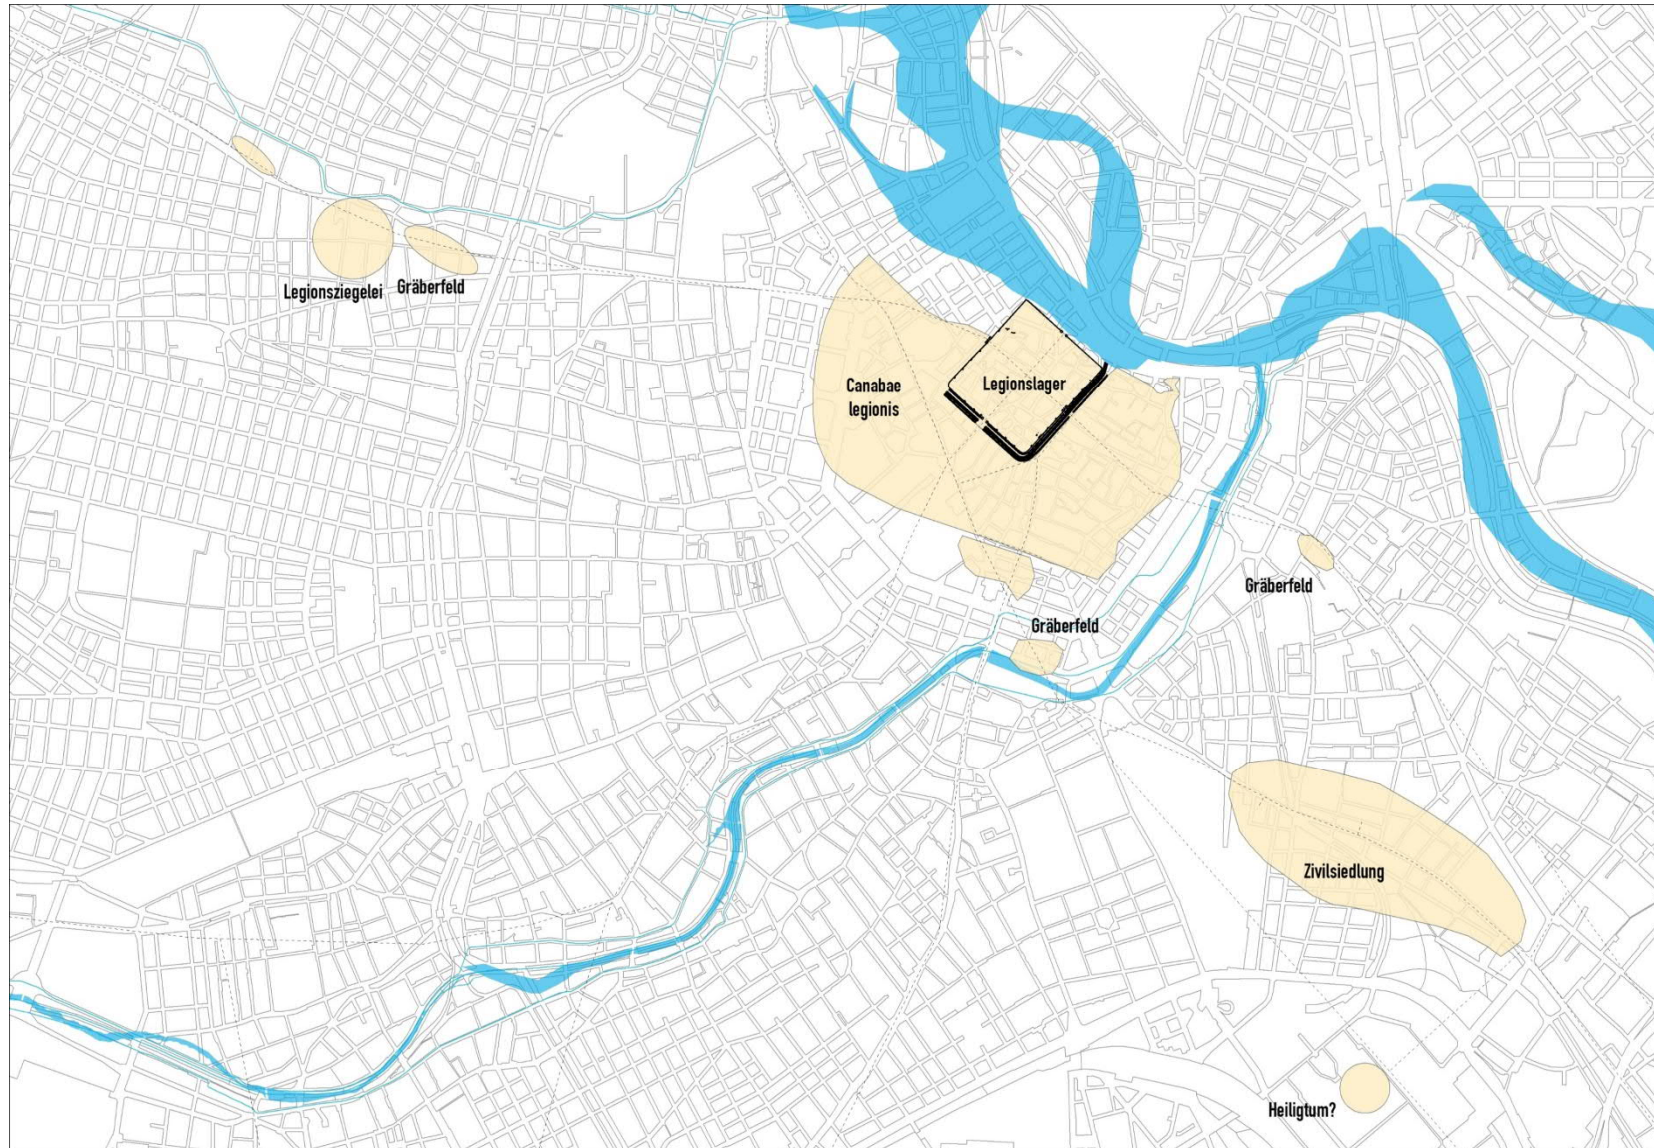 Legionsziegelei
Gräberfeld
Canabae
legionis
Legionslager
Gräberfeld
Gräberfeld
Zivilsiedlung
Heiligtum?